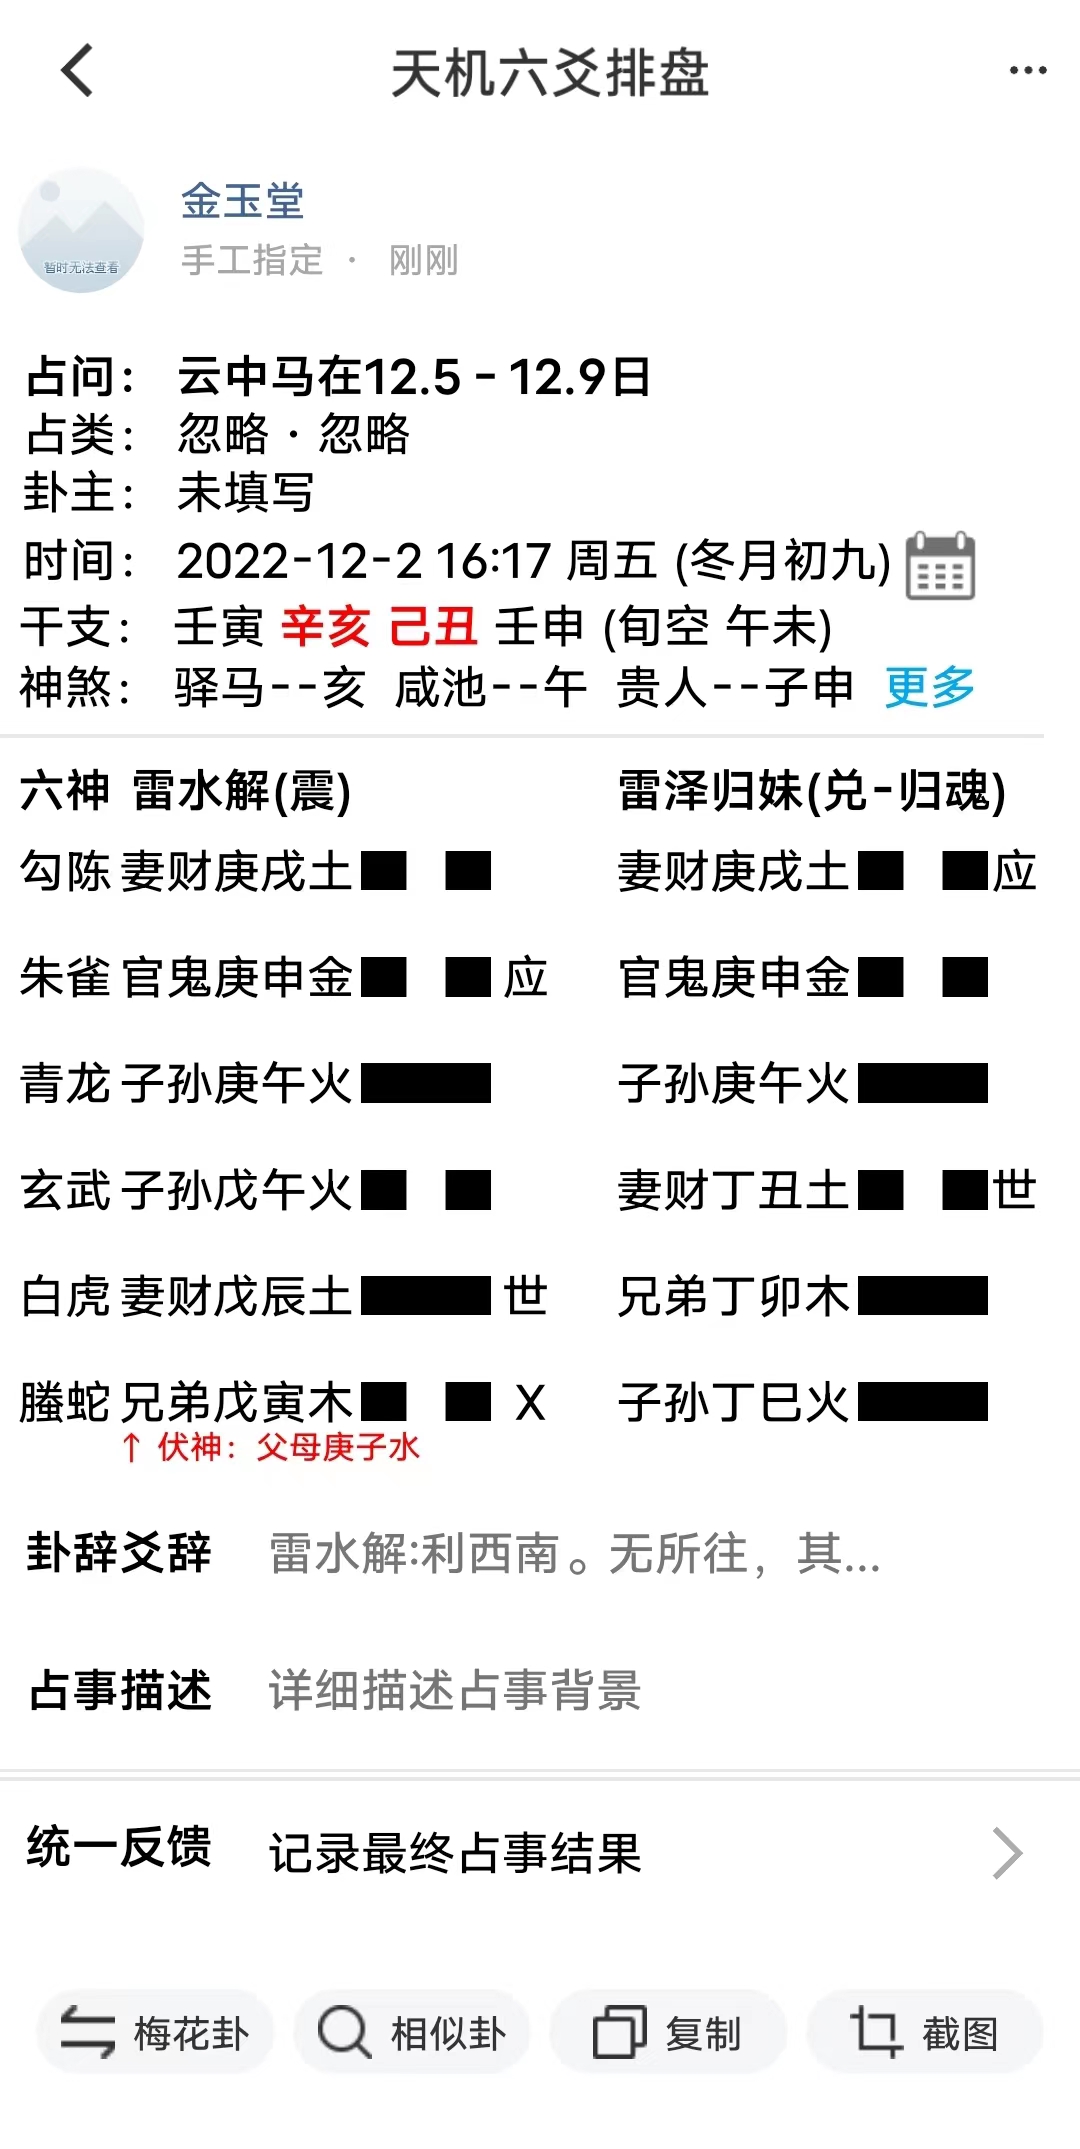 天机六爻排盘
暂时无法查看
金玉堂
手工指定 · 刚刚
占问： 云中马在12.5 - 12.9日
占类： 忽略 · 忽略
卦主： 未填写
时间： 2022-12-2 16:17 周五 (冬月初九)
干支： 壬寅 辛亥 己丑 壬申 (旬空 午未)
神煞： 驿马--亥 咸池--午 贵人--子申 更多
六神 雷水解(震) 雷泽归妹(兑-归魂)
勾陈 妻财庚戌土 妻财庚戌土 应
朱雀 官鬼庚申金 应 官鬼庚申金
青龙 子孙庚午火 子孙庚午火
玄武 子孙戊午火 妻财丁丑土 世
白虎 妻财戊辰土 世 兄弟丁卯木
螣蛇 兄弟戊寅木 X 子孙丁巳火
↑ 伏神：父母庚子水
卦辞爻辞 雷水解:利西南。无所往，其...
占事描述 详细描述占事背景
统一反馈 记录最终占事结果
梅花卦 相似卦 复制 截图